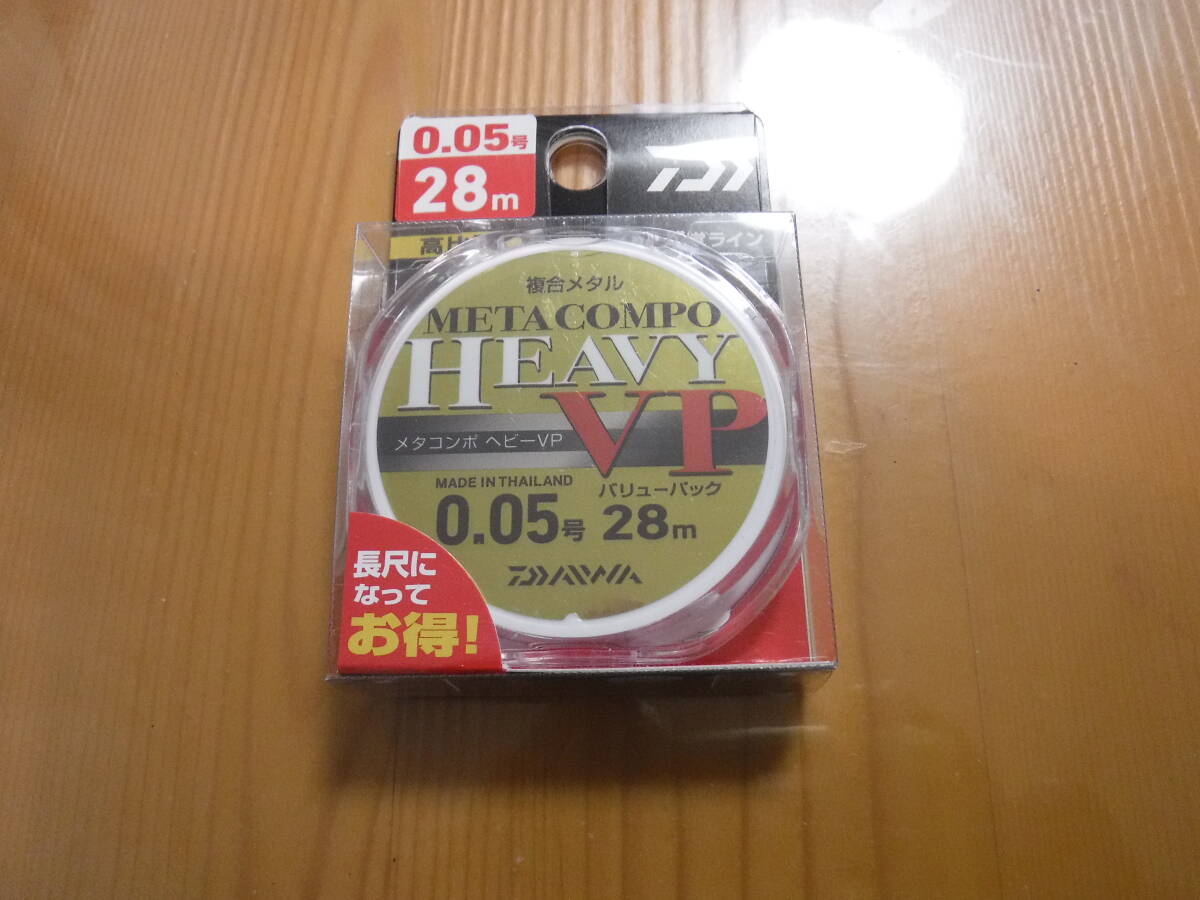 0.05号
28m
複合メタル
META COMPO
HEAVY
VP
メタコンポ ヘビーVP
MADE IN THAILAND
バリューパック
0.05号 28m
DAIWA
長尺に
なって
お得!